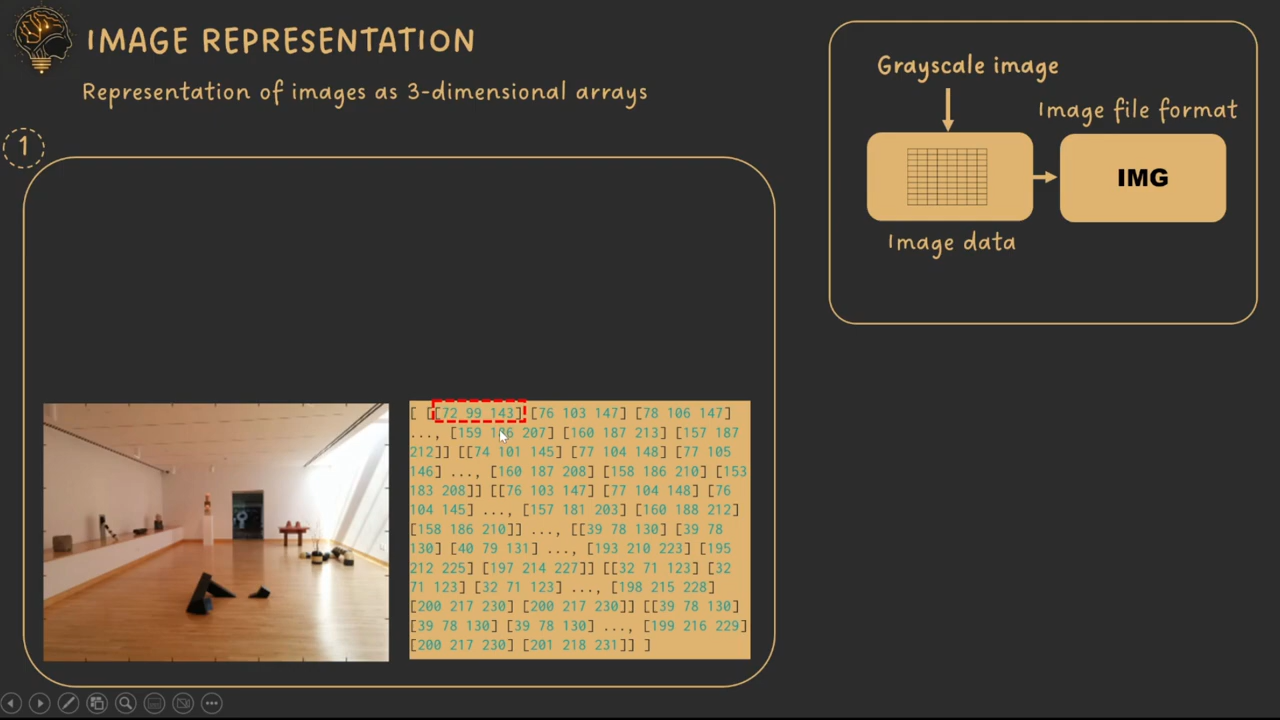 IMAGE REPRESENTATION
Representation of images as 3-dimensional arrays
1
Grayscale image
Image file format
IMG
Image data
[ [[72 99 143] [76 103 147] [78 106 147]
..., [159 186 207] [160 187 213] [157 187
212]] [[74 101 145] [77 104 148] [77 105
146] ..., [160 187 208] [158 186 210] [153
183 208]] [[76 103 147] [77 104 148] [76
104 145] ..., [157 181 203] [160 188 212]
[158 186 210]] ..., [[39 78 130] [39 78
130] [40 79 131] ..., [193 210 223] [195
212 225] [197 214 227]] [[32 71 123] [32
71 123] [32 71 123] ..., [198 215 228]
[200 217 230] [200 217 230]] [[39 78 130]
[39 78 130] [39 78 130] ..., [199 216 229]
[200 217 230] [201 218 231]] ]